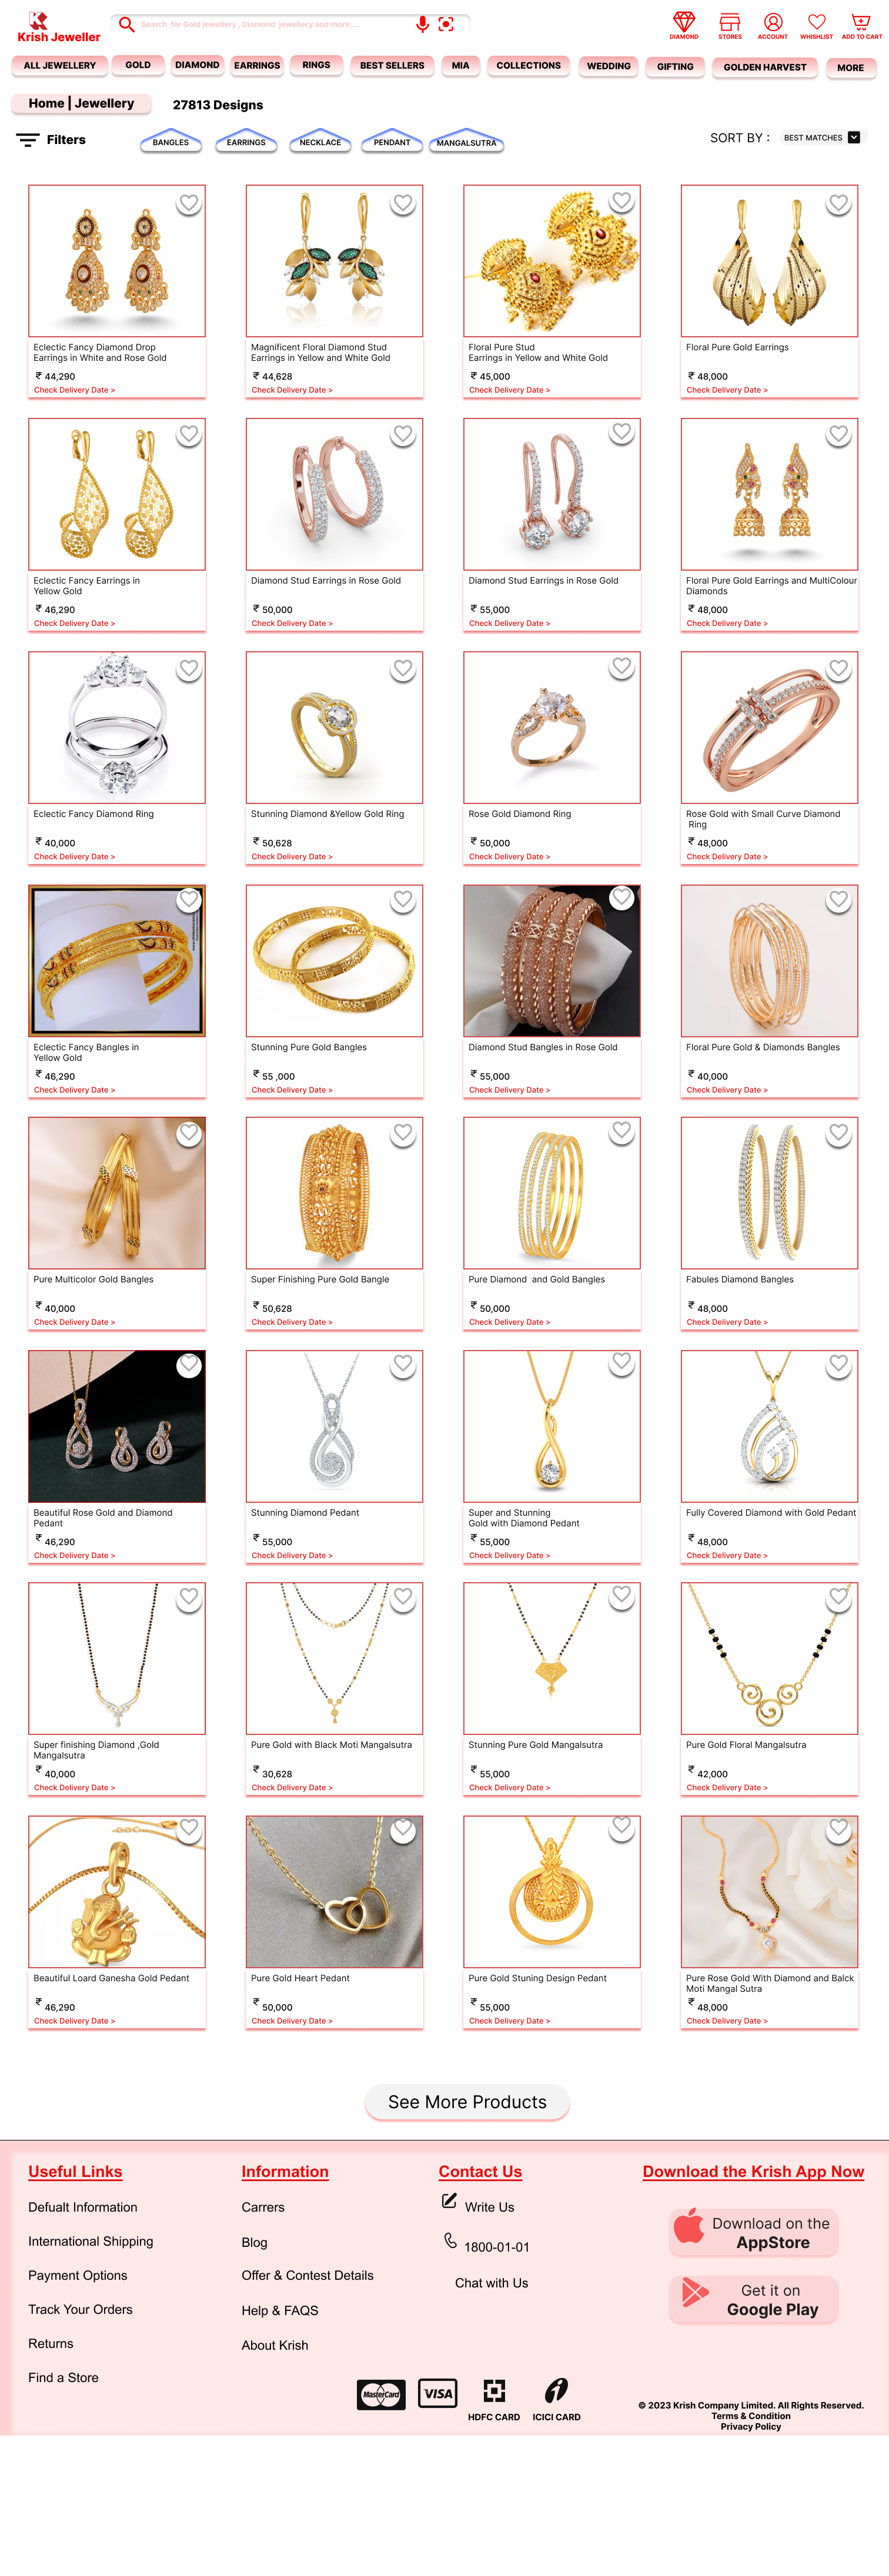 Krish Jeweller
Search for Gold jewellery , Diamond jewellery and more...
DIAMOND
STORES
ACCOUNT
WHISHLIST
ADD TO CART
ALL JEWELLERY
GOLD
DIAMOND
EARRINGS
RINGS
BEST SELLERS
MIA
COLLECTIONS
WEDDING
GIFTING
GOLDEN HARVEST
MORE
Home | Jewellery
27813 Designs
Filters
BANGLES
EARRINGS
NECKLACE
PENDANT
MANGALSUTRA
SORT BY :
BEST MATCHES
Eclectic Fancy Diamond Drop
Earrings in White and Rose Gold
₹ 44,290
Check Delivery Date >
Magnificent Floral Diamond Stud
Earrings in Yellow and White Gold
₹ 44,628
Check Delivery Date >
Floral Pure Stud
Earrings in Yellow and White Gold
₹ 45,000
Check Delivery Date >
Floral Pure Gold Earrings
₹ 48,000
Check Delivery Date >
Eclectic Fancy Earrings in
Yellow Gold
₹ 46,290
Check Delivery Date >
Diamond Stud Earrings in Rose Gold
₹ 50,000
Check Delivery Date >
Diamond Stud Earrings in Rose Gold
₹ 55,000
Check Delivery Date >
Floral Pure Gold Earrings and MultiColour
Diamonds
₹ 48,000
Check Delivery Date >
Eclectic Fancy Diamond Ring
₹ 40,000
Check Delivery Date >
Stunning Diamond &Yellow Gold Ring
₹ 50,628
Check Delivery Date >
Rose Gold Diamond Ring
₹ 50,000
Check Delivery Date >
Rose Gold with Small Curve Diamond
Ring
₹ 48,000
Check Delivery Date >
Eclectic Fancy Bangles in
Yellow Gold
₹ 46,290
Check Delivery Date >
Stunning Pure Gold Bangles
₹ 55 ,000
Check Delivery Date >
Diamond Stud Bangles in Rose Gold
₹ 55,000
Check Delivery Date >
Floral Pure Gold & Diamonds Bangles
₹ 40,000
Check Delivery Date >
Pure Multicolor Gold Bangles
₹ 40,000
Check Delivery Date >
Super Finishing Pure Gold Bangle
₹ 50,628
Check Delivery Date >
Pure Diamond and Gold Bangles
₹ 50,000
Check Delivery Date >
Fabules Diamond Bangles
₹ 48,000
Check Delivery Date >
Beautiful Rose Gold and Diamond
Pedant
₹ 46,290
Check Delivery Date >
Stunning Diamond Pedant
₹ 55,000
Check Delivery Date >
Super and Stunning
Gold with Diamond Pedant
₹ 55,000
Check Delivery Date >
Fully Covered Diamond with Gold Pedant
₹ 48,000
Check Delivery Date >
Super finishing Diamond ,Gold
Mangalsutra
₹ 40,000
Check Delivery Date >
Pure Gold with Black Moti Mangalsutra
₹ 30,628
Check Delivery Date >
Stunning Pure Gold Mangalsutra
₹ 55,000
Check Delivery Date >
Pure Gold Floral Mangalsutra
₹ 42,000
Check Delivery Date >
Beautiful Loard Ganesha Gold Pedant
₹ 46,290
Check Delivery Date >
Pure Gold Heart Pedant
₹ 50,000
Check Delivery Date >
Pure Gold Stuning Design Pedant
₹ 55,000
Check Delivery Date >
Pure Rose Gold With Diamond and Balck
Moti Mangal Sutra
₹ 48,000
Check Delivery Date >
See More Products
Useful Links
Defualt Information
International Shipping
Payment Options
Track Your Orders
Returns
Find a Store
Information
Carrers
Blog
Offer & Contest Details
Help & FAQS
About Krish
Contact Us
Write Us
1800-01-01
Chat with Us
Download the Krish App Now
Download on the
AppStore
Get it on
Google Play
MasterCard
VISA
HDFC CARD
ICICI CARD
© 2023 Krish Company Limited. All Rights Reserved.
Terms & Condition
Privacy Policy